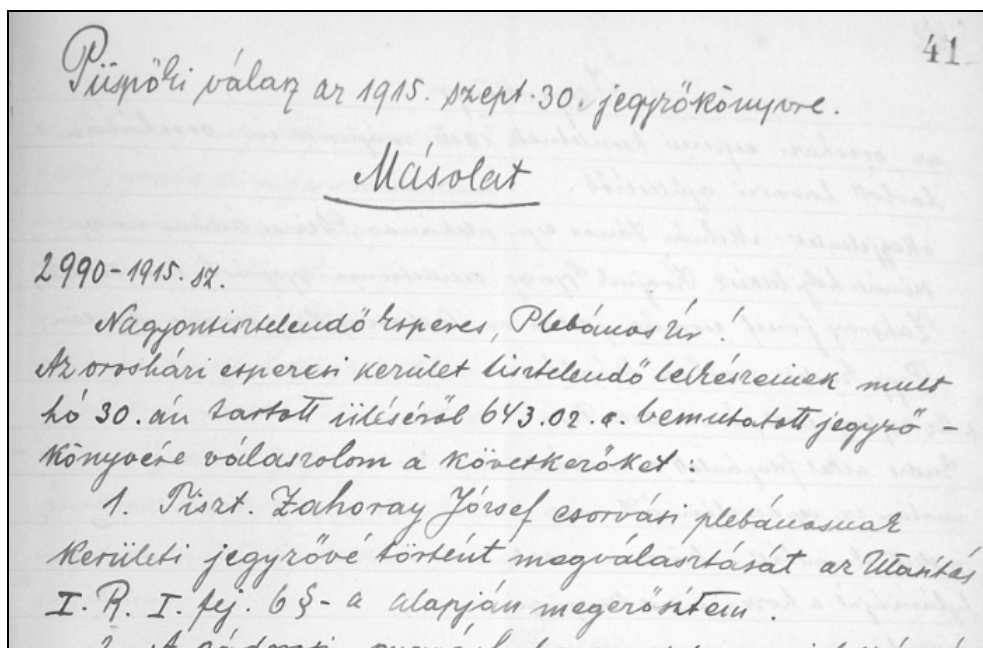 41.
Püspöki válasz az 1915. szept. 30. jegyzőkönyvre.
Másolat
2990-1915. sz.
Nagyontisztelendő Esperes, Plebános Úr!
Az orosházi esperesi kerület tisztelendő lelkészeinek mult
hó 30.-án tartott üléséről 643.02. a. bemutatott jegyző-
könyvére válaszolom a következőket:
1. Tiszt. Zahoray József csorvási plebánosnak
kerületi jegyzővé történt megválasztását az Utasítás
I. R. I. fej. 6 §-a alapján megerősítem.
2. A